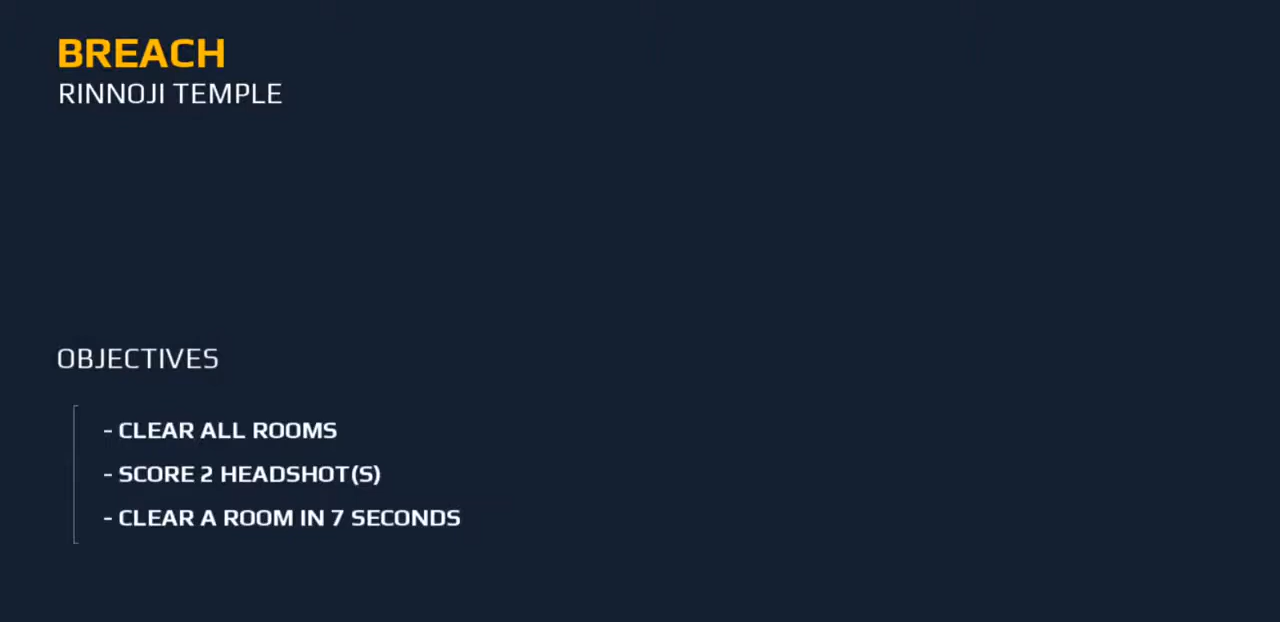 BREACH
RINNOJI TEMPLE
OBJECTIVES
- CLEAR ALL ROOMS
- SCORE 2 HEADSHOT(S)
- CLEAR A ROOM IN 7 SECONDS